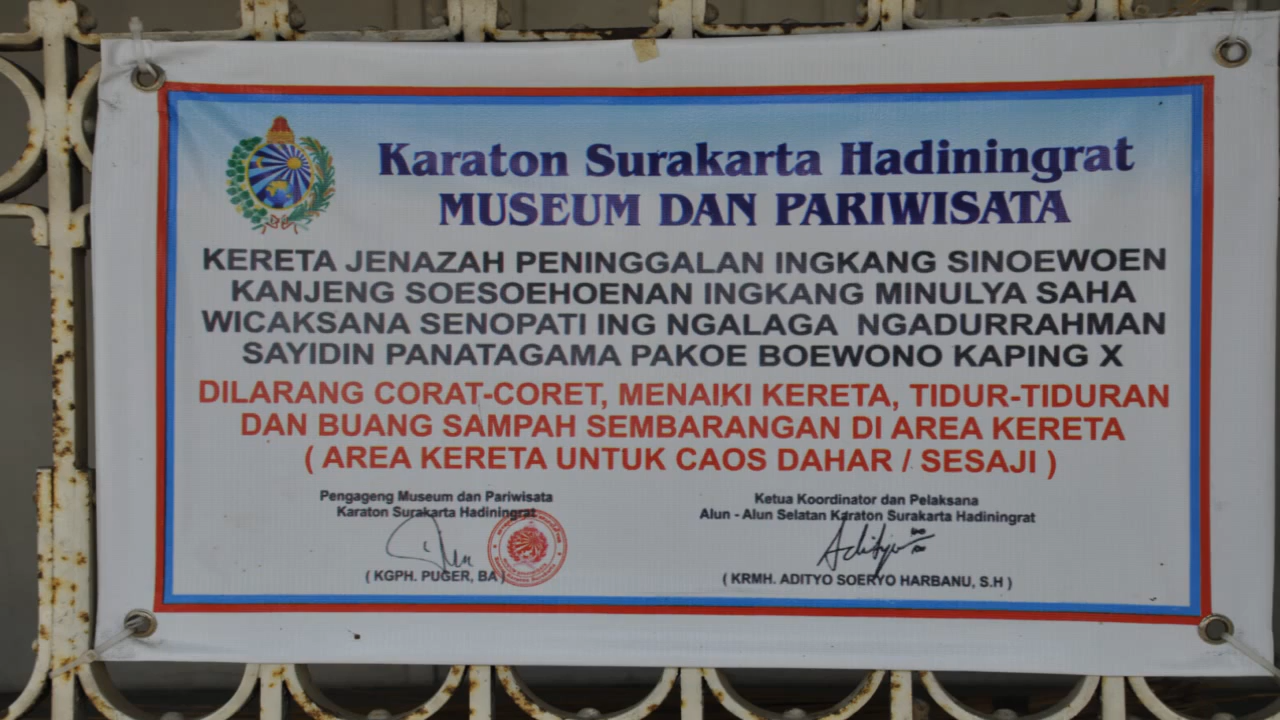 Karaton Surakarta Hadiningrat
MUSEUM DAN PARIWISATA
KERETA JENAZAH PENINGGALAN INGKANG SINOEWOEN
KANJENG SOESOEHOENAN INGKANG MINULYA SAHA
WICAKSANA SENOPATI ING NGALAGA NGADURRAHMAN
SAYIDIN PANATAGAMA PAKOE BOEWONO KAPING X
DILARANG CORAT-CORET, MENAIKI KERETA, TIDUR-TIDURAN
DAN BUANG SAMPAH SEMBARANGAN DI AREA KERETA
( AREA KERETA UNTUK CAOS DAHAR / SESAJI )
Pengageng Museum dan Pariwisata
Karaton Surakarta Hadiningrat
( KGPH. PUGER, BA )
Ketua Koordinator dan Pelaksana
Alun - Alun Selatan Karaton Surakarta Hadiningrat
( KRMH. ADITYO SOERYO HARBANU, S.H )